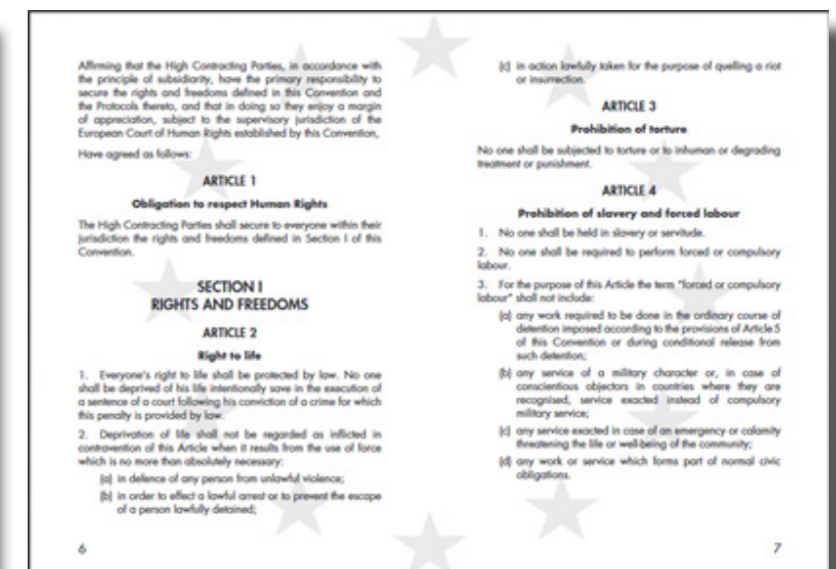 Affirming that the High Contracting Parties, in accordance with
the principle of subsidiarity, have the primary responsibility to
secure the rights and freedoms defined in this Convention and
the Protocols thereto, and that in doing so they enjoy a margin
of appreciation, subject to the supervisory jurisdiction of the
European Court of Human Rights established by this Convention,
Have agreed as follows:
ARTICLE 1
Obligation to respect Human Rights
The High Contracting Parties shall secure to everyone within their
jurisdiction the rights and freedoms defined in Section I of this
Convention.
SECTION I
RIGHTS AND FREEDOMS
ARTICLE 2
Right to life
1. Everyone's right to life shall be protected by law. No one
shall be deprived of his life intentionally save in the execution of
a sentence of a court following his conviction of a crime for which
this penalty is provided by law.
2. Deprivation of life shall not be regarded as inflicted in
contravention of this Article when it results from the use of force
which is no more than absolutely necessary:
(a) in defence of any person from unlawful violence;
(b) in order to effect a lawful arrest or to prevent the escape
of a person lawfully detained;
6
(c) in action lawfully taken for the purpose of quelling a riot
or insurrection.
ARTICLE 3
Prohibition of torture
No one shall be subjected to torture or to inhuman or degrading
treatment or punishment.
ARTICLE 4
Prohibition of slavery and forced labour
1. No one shall be held in slavery or servitude.
2. No one shall be required to perform forced or compulsory
labour.
3. For the purpose of this Article the term "forced or compulsory
labour" shall not include:
(a) any work required to be done in the ordinary course of
detention imposed according to the provisions of Article 5
of this Convention or during conditional release from
such detention;
(b) any service of a military character or, in case of
conscientious objectors in countries where they are
recognised, service exacted instead of compulsory
military service;
(c) any service exacted in case of an emergency or calamity
threatening the life or well-being of the community;
(d) any work or service which forms part of normal civic
obligations.
7